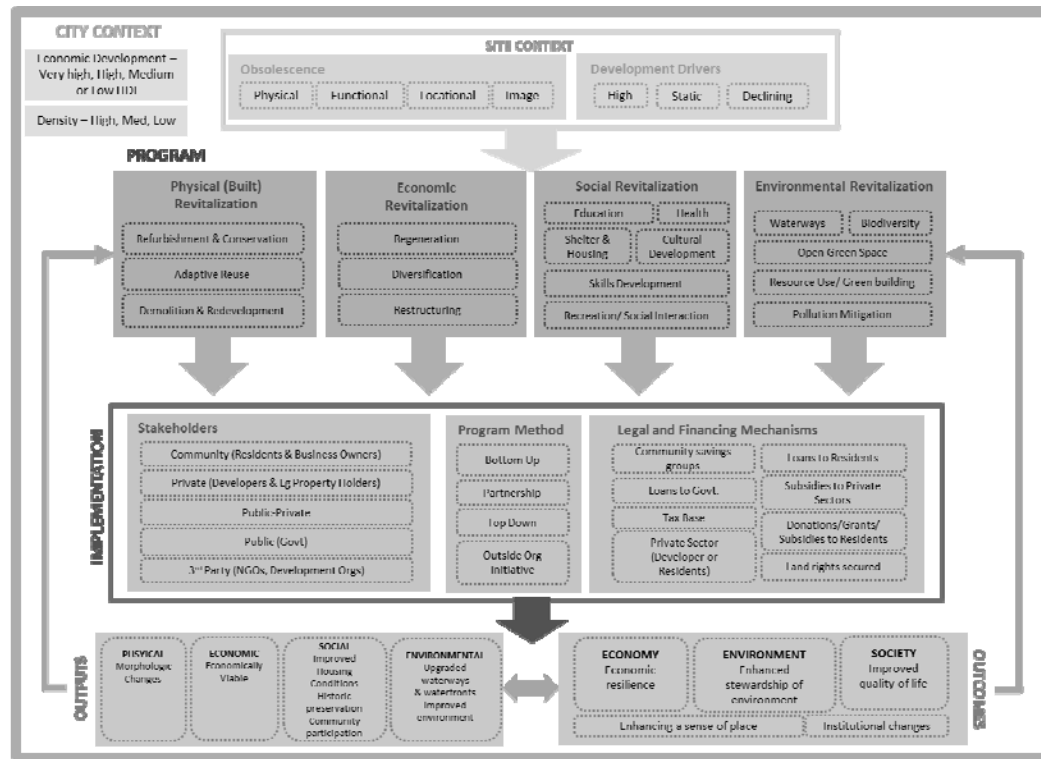 CITY CONTEXT
Economic Development –
Very high, High, Medium
or Low HDI
Density – High, Med, Low
SITE CONTEXT
Obsolescence
Physical
Functional
Locational
Image
Development Drivers
High
Static
Declining
PROGRAM
Physical (Built)
Revitalization
Refurbishment & Conservation
Adaptive Reuse
Demolition & Redevelopment
Economic
Revitalization
Regeneration
Diversification
Restructuring
Social Revitalization
Education
Health
Shelter &
Housing
Cultural
Development
Skills Development
Recreation/ Social Interaction
Environmental Revitalization
Waterways
Biodiversity
Open Green Space
Resource Use/ Green building
Pollution Mitigation
IMPLEMENTATION
Stakeholders
Community (Residents & Business Owners)
Private (Developers & Lg Property Holders)
Public-Private
Public (Govt)
3rd Party (NGOs, Development Orgs)
Program Method
Bottom Up
Partnership
Top Down
Outside Org
Initiative
Legal and Financing Mechanisms
Community savings
groups
Loans to Govt.
Tax Base
Private Sector
(Developer or
Residents)
Loans to Residents
Subsidies to Private
Sectors
Donations/Grants/
Subsidies to Residents
Land rights secured
OUTPUTS
PHYSICAL
Morphologic
Changes
ECONOMIC
Economically
Viable
SOCIAL
Improved
Housing
Conditions
Historic
preservation
Community
participation
ENVIRONMENTAL
Upgraded
waterways
& waterfronts
Improved
environment
ECONOMY
Economic
resilience
ENVIRONMENT
Enhanced
stewardship of
environment
SOCIETY
Improved
quality of life
Enhancing a sense of place
Institutional changes
OUTCOMES